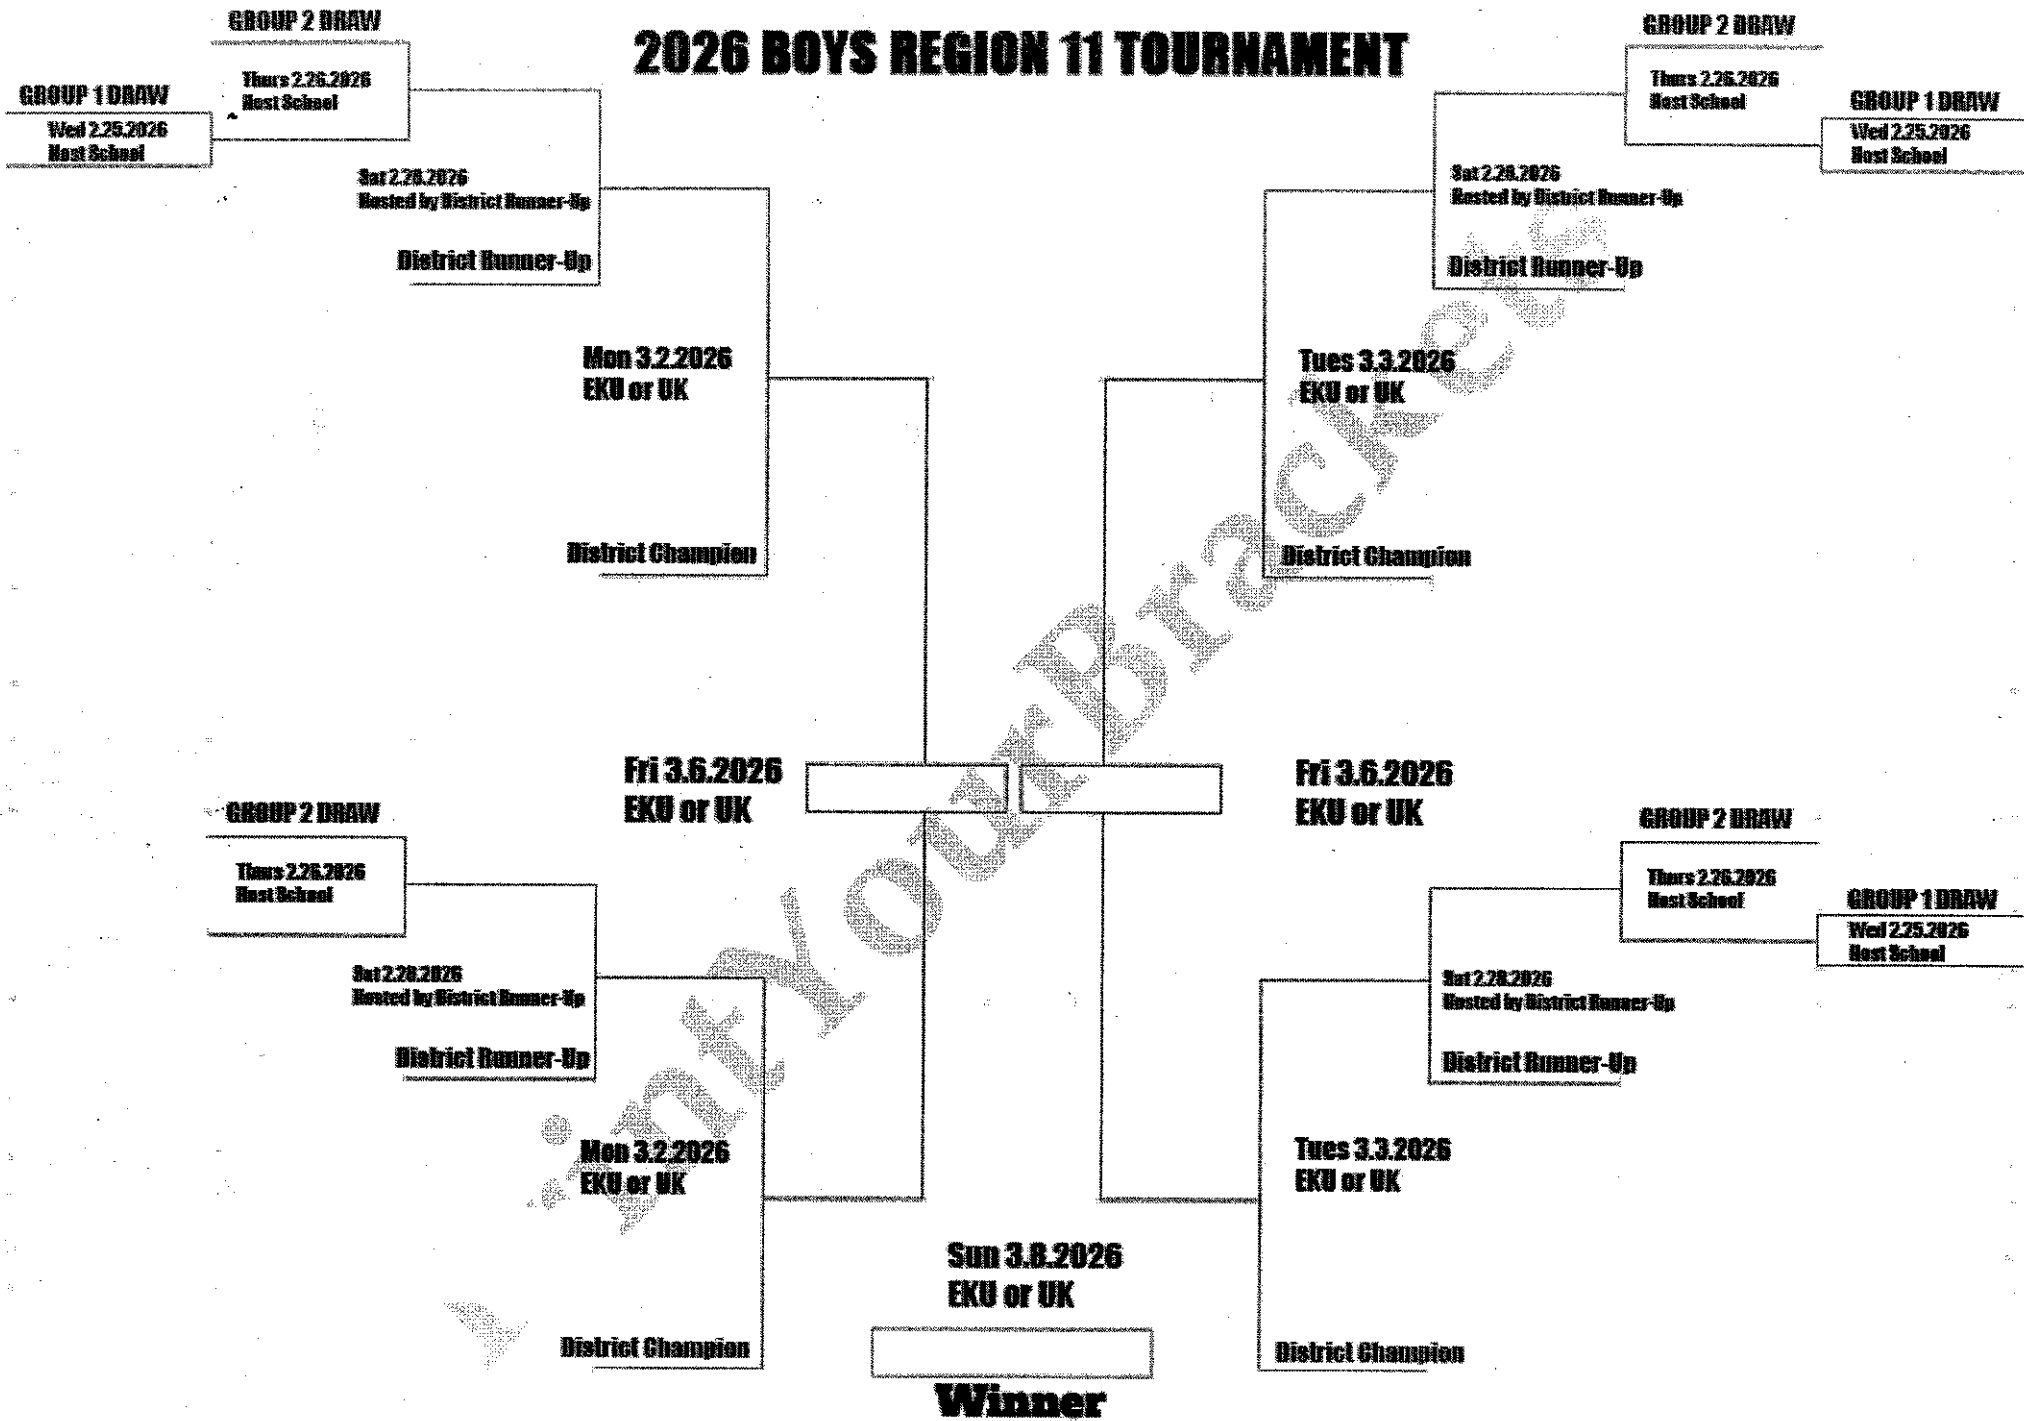 2026 BOYS REGION 11 TOURNAMENT
GROUP 2 DRAW
Thurs 2.26.2026
Host School
GROUP 1 DRAW
Wed 2.25.2026
Host School
Sat 2.28.2026
Hosted by District Runner-Up
District Runner-Up
Mon 3.2.2026
EKU or UK
District Champion
GROUP 2 DRAW
Thurs 2.26.2026
Host School
GROUP 1 DRAW
Wed 2.25.2026
Host School
Sat 2.28.2026
Hosted by District Runner-Up
District Runner-Up
Tues 3.3.2026
EKU or UK
District Champion
Fri 3.6.2026
EKU or UK
Fri 3.6.2026
EKU or UK
GROUP 2 DRAW
Thurs 2.26.2026
Host School
Sat 2.28.2026
Hosted by District Runner-Up
District Runner-Up
Mon 3.2.2026
EKU or UK
District Champion
GROUP 2 DRAW
Thurs 2.26.2026
Host School
GROUP 1 DRAW
Wed 2.25.2026
Host School
Sat 2.28.2026
Hosted by District Runner-Up
District Runner-Up
Tues 3.3.2026
EKU or UK
District Champion
Sun 3.8.2026
EKU or UK
Winner
PrintYourBrackets